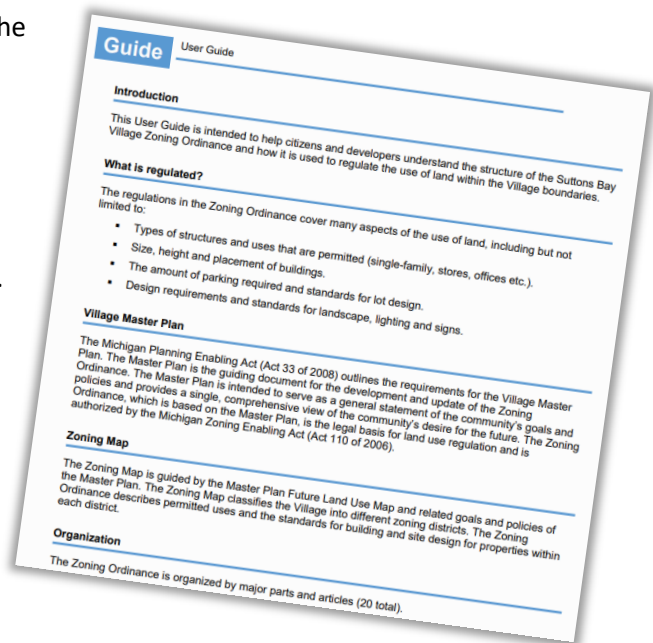 he
.
Guide
User Guide
Introduction
This User Guide is intended to help citizens and developers understand the structure of the Suttons Bay
Village Zoning Ordinance and how it is used to regulate the use of land within the Village boundaries.
What is regulated?
The regulations in the Zoning Ordinance cover many aspects of the use of land, including but not
limited to:
▪ Types of structures and uses that are permitted (single-family, stores, offices etc.).
▪ Size, height and placement of buildings.
▪ The amount of parking required and standards for lot design.
▪ Design requirements and standards for landscape, lighting and signs.
Village Master Plan
The Michigan Planning Enabling Act (Act 33 of 2008) outlines the requirements for the Village Master
Plan. The Master Plan is the guiding document for the development and update of the Zoning
Ordinance. The Master Plan is intended to serve as a general statement of the community's goals and
policies and provides a single, comprehensive view of the community's desire for the future. The Zoning
Ordinance, which is based on the Master Plan, is the legal basis for land use regulation and is
authorized by the Michigan Zoning Enabling Act (Act 110 of 2006).
Zoning Map
The Zoning Map is guided by the Master Plan Future Land Use Map and related goals and policies of
the Master Plan. The Zoning Map classifies the Village into different zoning districts. The Zoning
Ordinance describes permitted uses and the standards for building and site design for properties within
each district.
Organization
The Zoning Ordinance is organized by major parts and articles (20 total).